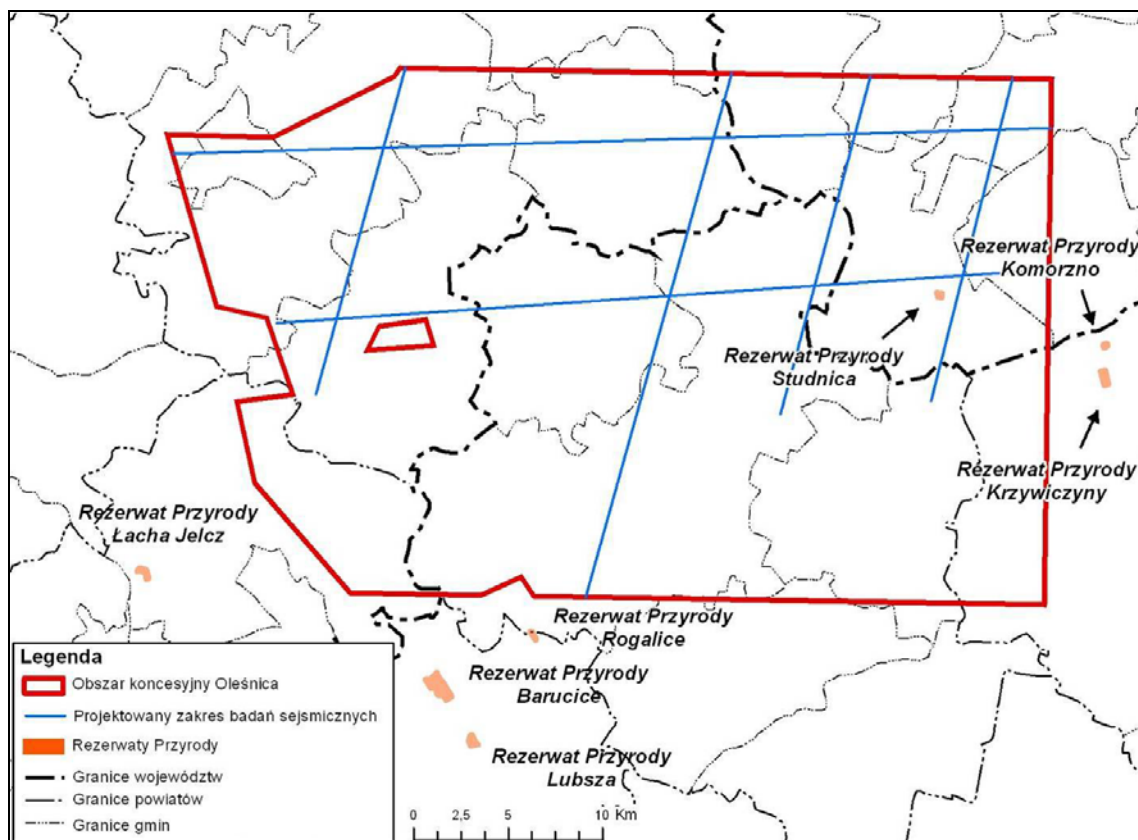 Rezerwat Przyrody
Komorzno
Rezerwat Przyrody
Studnica
Rezerwat Przyrody
Krzywiczyny
Rezerwat Przyrody
Łacha Jelcz
Rezerwat Przyrody
Rogalice
Rezerwat Przyrody
Barucice
Rezerwat Przyrody
Lubsza
Legenda
Obszar koncesyjny Oleśnica
Projektowany zakres badań sejsmicznych
Rezerwaty Przyrody
Granice województw
Granice powiatów
Granice gmin
0 2,5 5 10 Km